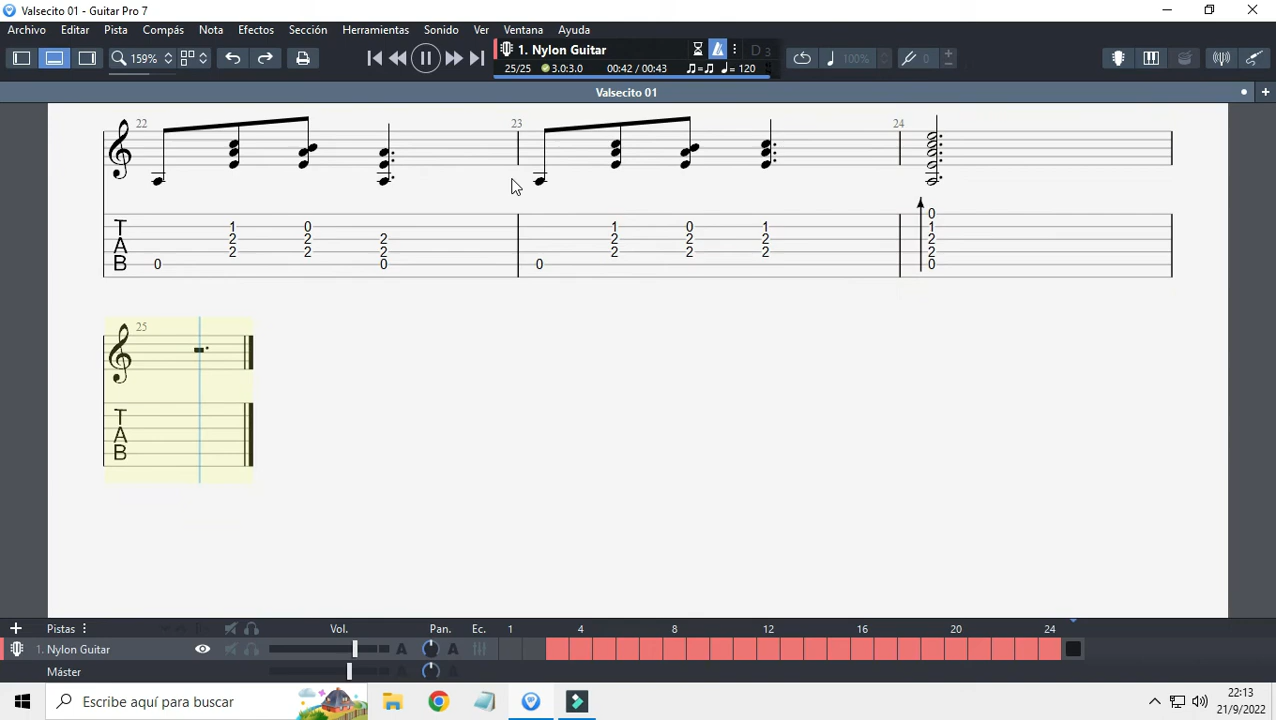 Valsecito 01 - Guitar Pro 7
Archivo Editar Pista Compás Nota Efectos Sección Herramientas Sonido Ver Ventana Ayuda
159% 1. Nylon Guitar D 3
25/25 3.0:3.0 00:42 / 00:43 = 120 100% 0
Valsecito 01
22 23 24
T A B
0 1 2 2 0 2 2 2 2 0 0 1 2 2 0 2 2 1 2 2 0 1 2 2 0
25
T A B
Pistas Vol. Pan. Ec. 1 4 8 12 16 20 24
1. Nylon Guitar A A
Máster
Escribe aquí para buscar
22:13
21/9/2022